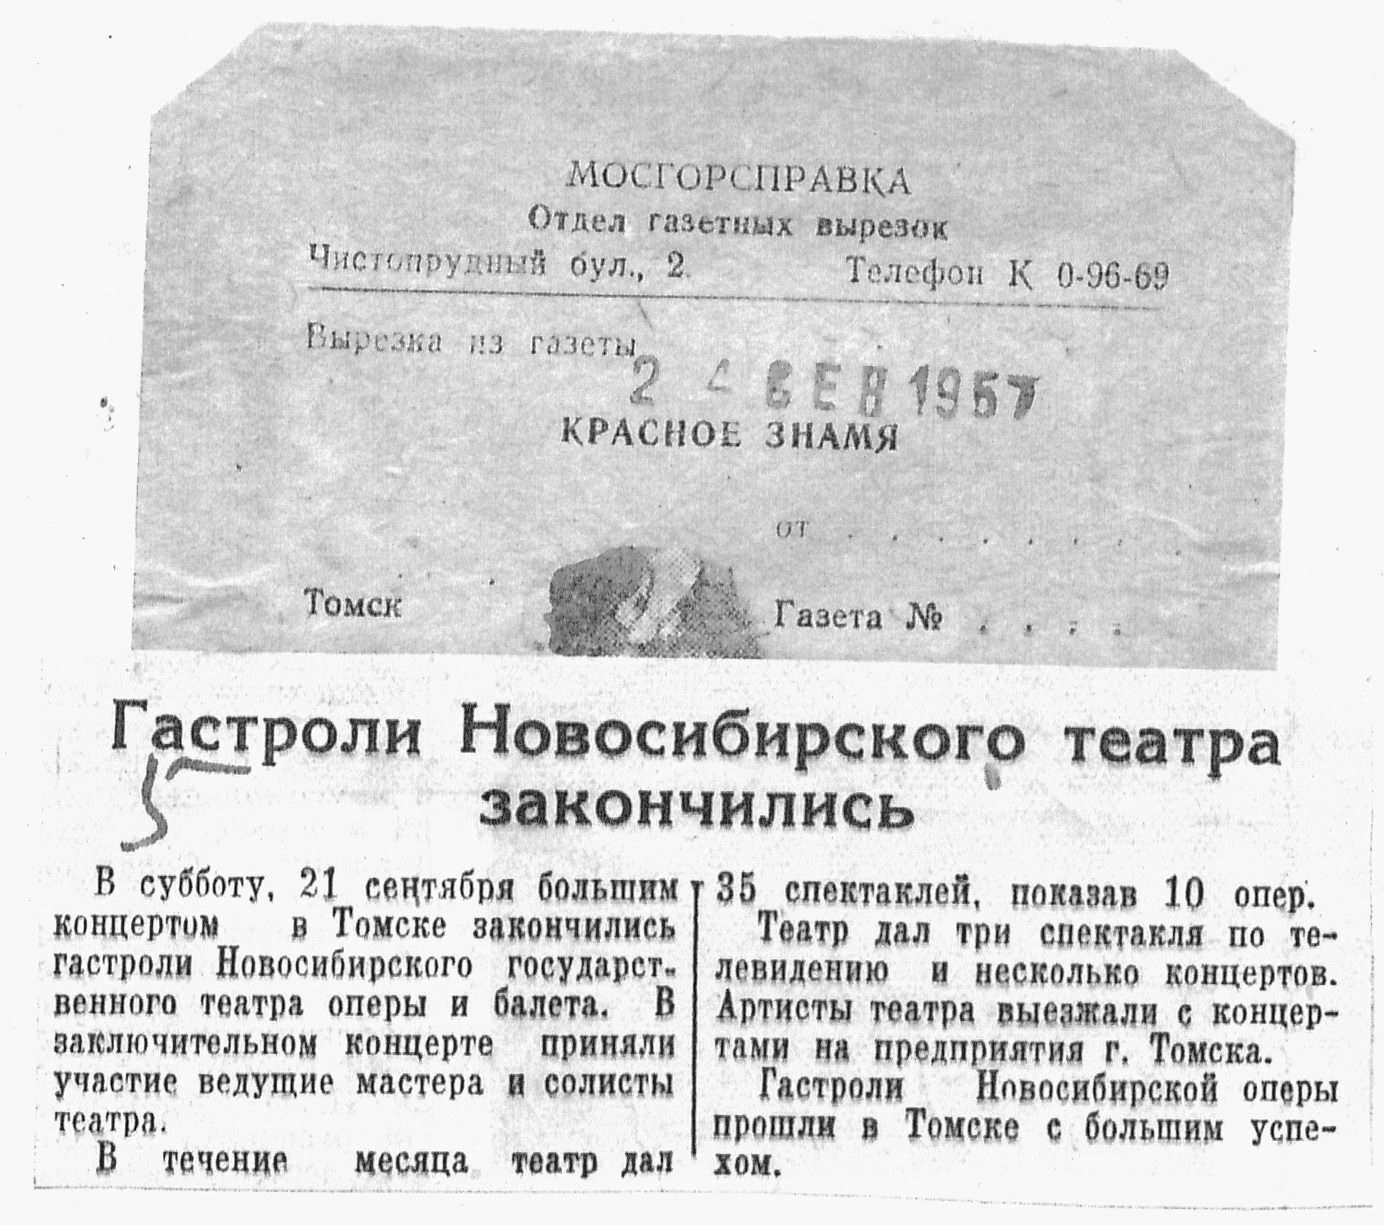 МОСГОРСПРАВКА
Отдел газетных вырезок
Чистопрудный бул., 2. Телефон К 0-96-69
Вырезка из газеты
2 4 СЕН 1957
КРАСНОЕ ЗНАМЯ
от . . . . . . . .
Томск Газета № . . . .
Гастроли Новосибирского театра
закончились
В субботу, 21 сентября большим
концертом в Томске закончились
гастроли Новосибирского государст-
венного театра оперы и балета. В
заключительном концерте приняли
участие ведущие мастера и солисты
театра.
В течение месяца театр дал
35 спектаклей, показав 10 опер.
Театр дал три спектакля по те-
левидению и несколько концертов.
Артисты театра выезжали с концер-
тами на предприятия г. Томска.
Гастроли Новосибирской оперы
прошли в Томске с большим успе-
хом.